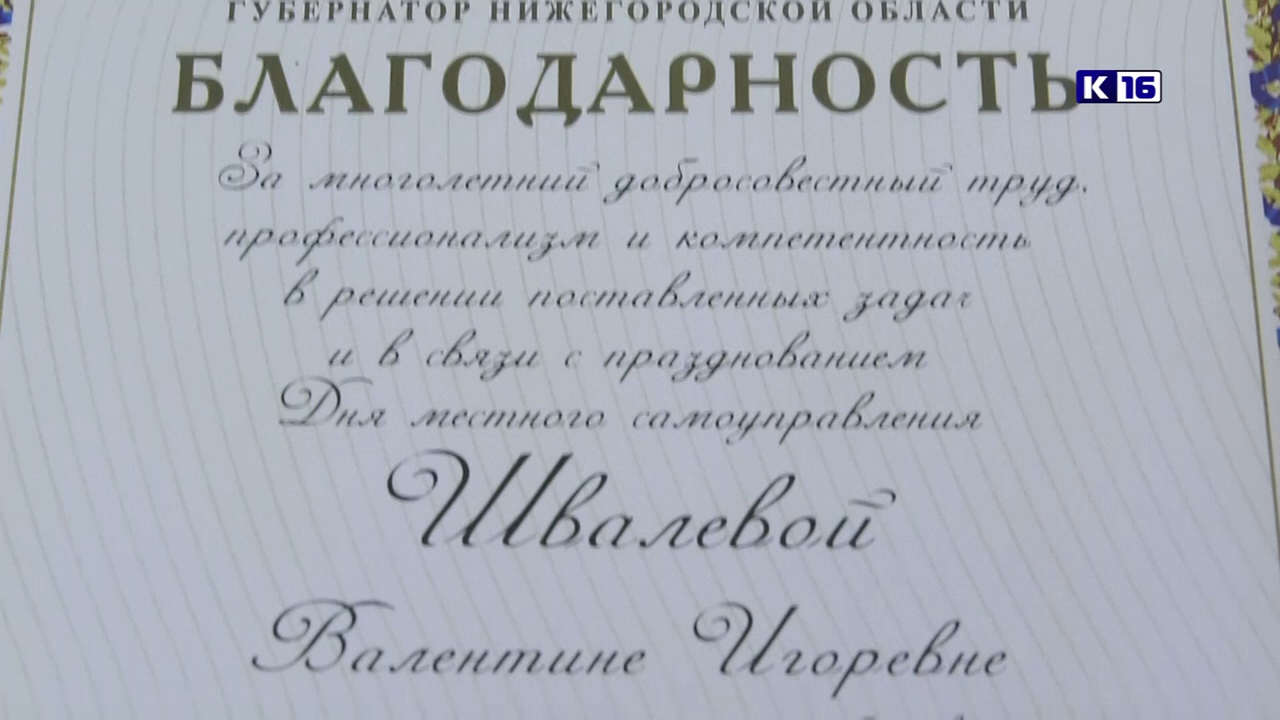 ГУБЕРНАТОР НИЖЕГОРОДСКОЙ ОБЛАСТИ
БЛАГОДАРНОСТЬ
К 16
За многолетний добросовестный труд,
профессионализм и компетентность
в решении поставленных задач
и в связи с празднованием
Дня местного самоуправления
Швалевой
Валентине Игоревне